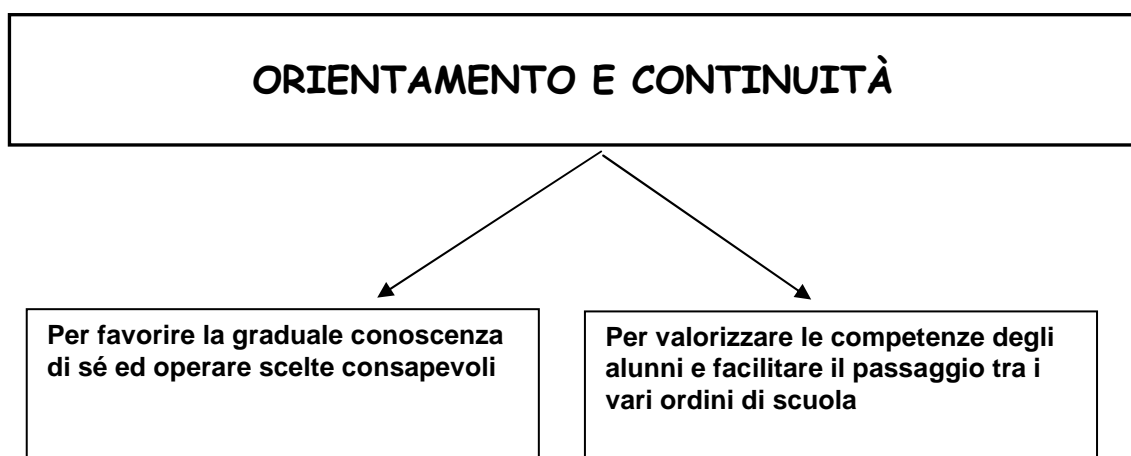 ORIENTAMENTO E CONTINUITÀ
Per favorire la graduale conoscenza
di sé ed operare scelte consapevoli
Per valorizzare le competenze degli
alunni e facilitare il passaggio tra i
vari ordini di scuola